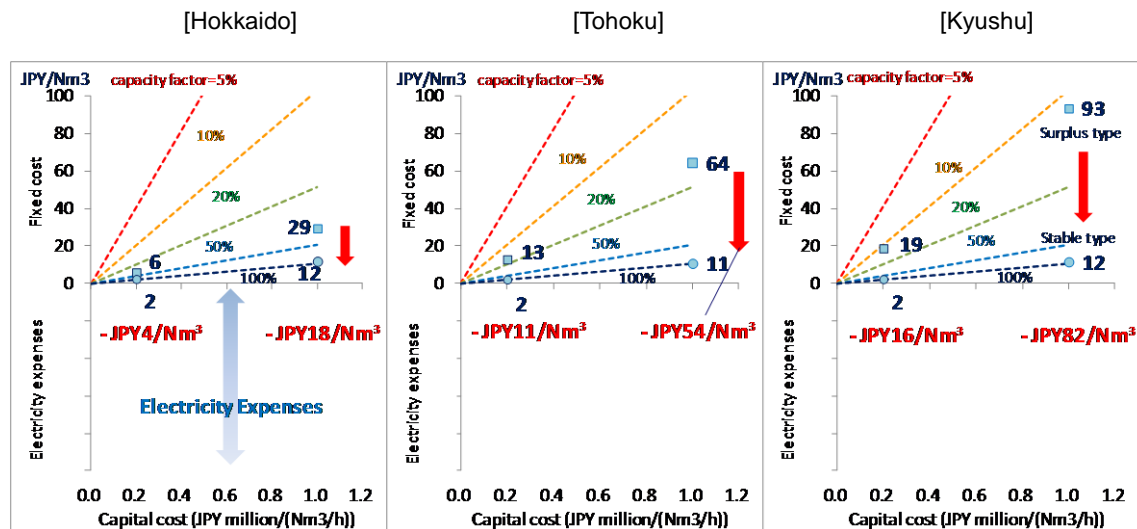 [Hokkaido]
JPY/Nm3
capacity factor=5%
100
80
60
40
20
0
Fixed cost
10%
20%
50%
100%
29
6
12
2
-JPY4/Nm³
-JPY18/Nm³
Electricity expenses
Electricity Expenses
0.0 0.2 0.4 0.6 0.8 1.0 1.2
Capital cost (JPY million/(Nm3/h))
[Tohoku]
JPY/Nm3
capacity factor=5%
100
80
60
40
20
0
Fixed cost
10%
20%
50%
100%
64
13
11
2
-JPY11/Nm³
-JPY54/Nm³
Electricity expenses
0.0 0.2 0.4 0.6 0.8 1.0 1.2
Capital cost (JPY million/(Nm3/h))
[Kyushu]
JPY/Nm3
capacity factor=5%
100
80
60
40
20
0
Fixed cost
10%
20%
50%
100%
93
Surplus type
19
Stable type
12
2
-JPY16/Nm³
-JPY82/Nm³
Electricity expenses
0.0 0.2 0.4 0.6 0.8 1.0 1.2
Capital cost (JPY million/(Nm3/h))